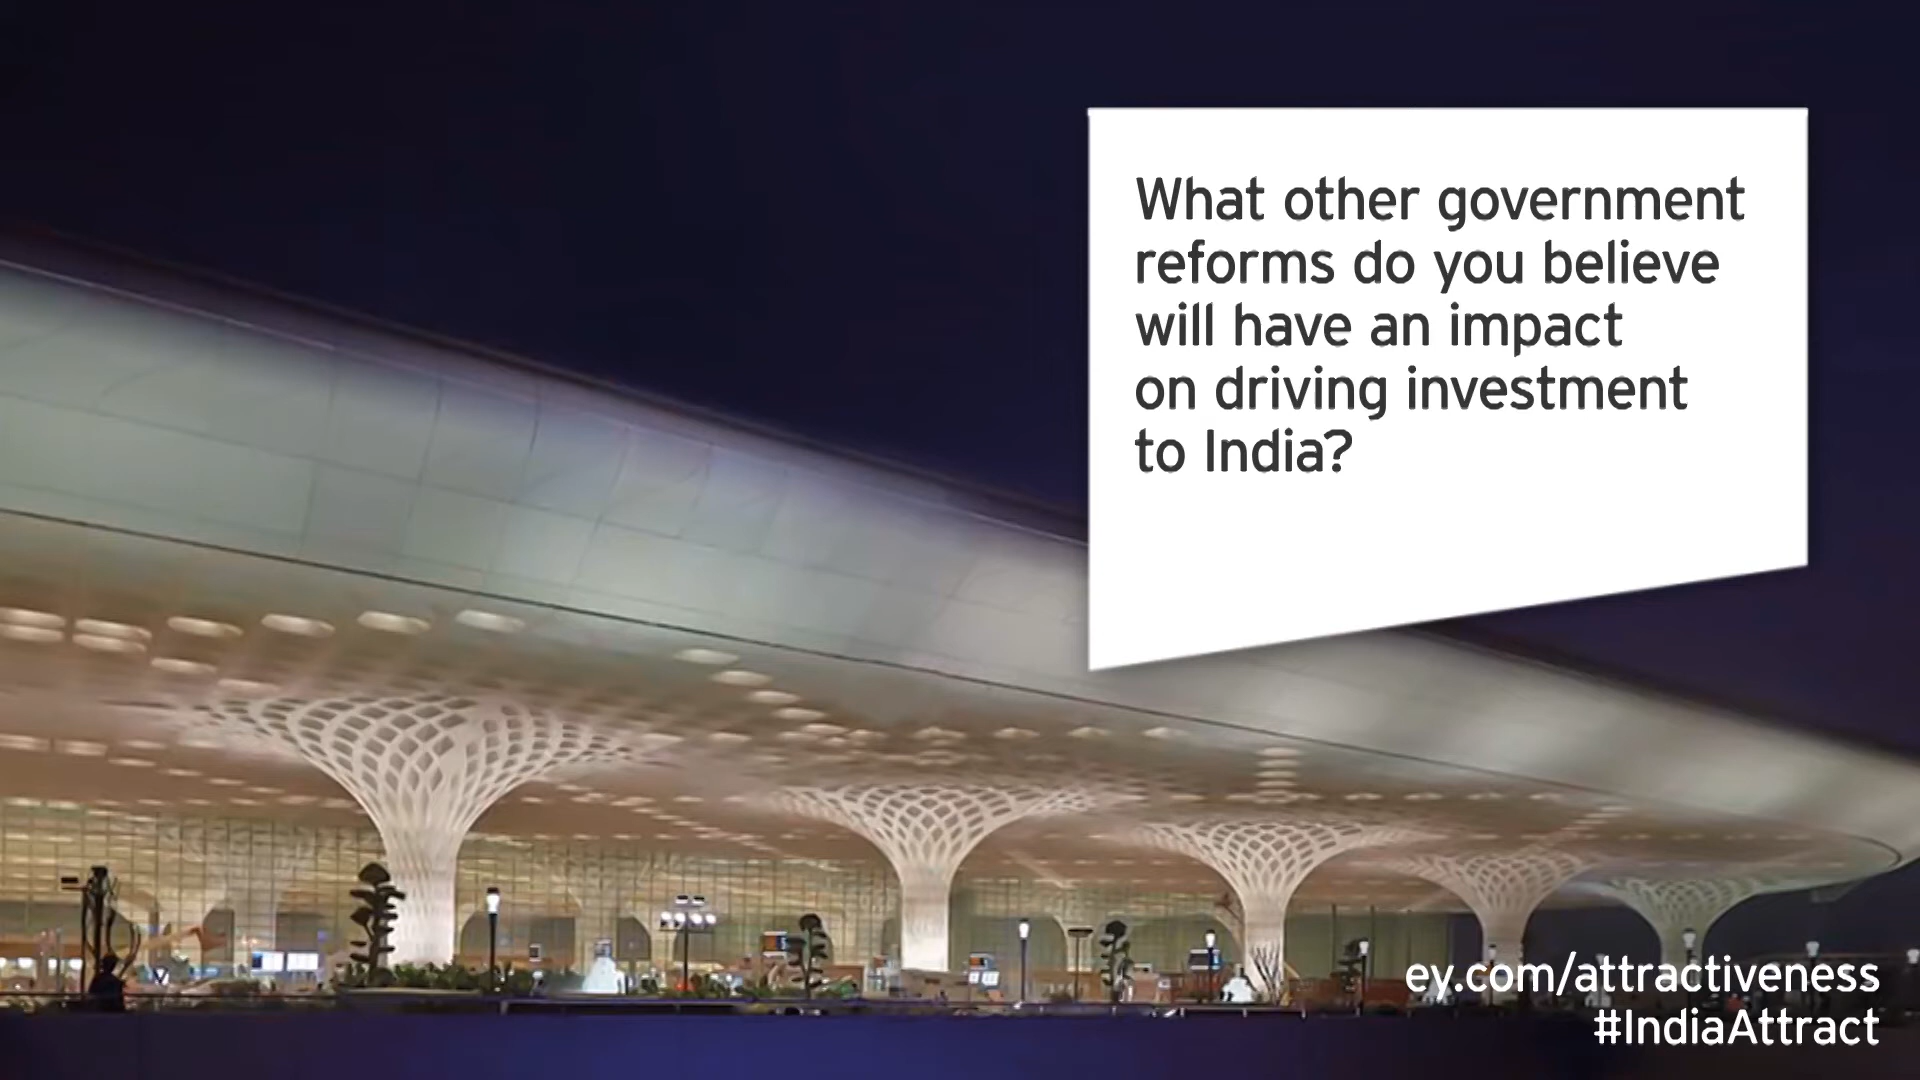 What other government
reforms do you believe
will have an impact
on driving investment
to India?
ey.com/attractiveness
#IndiaAttract